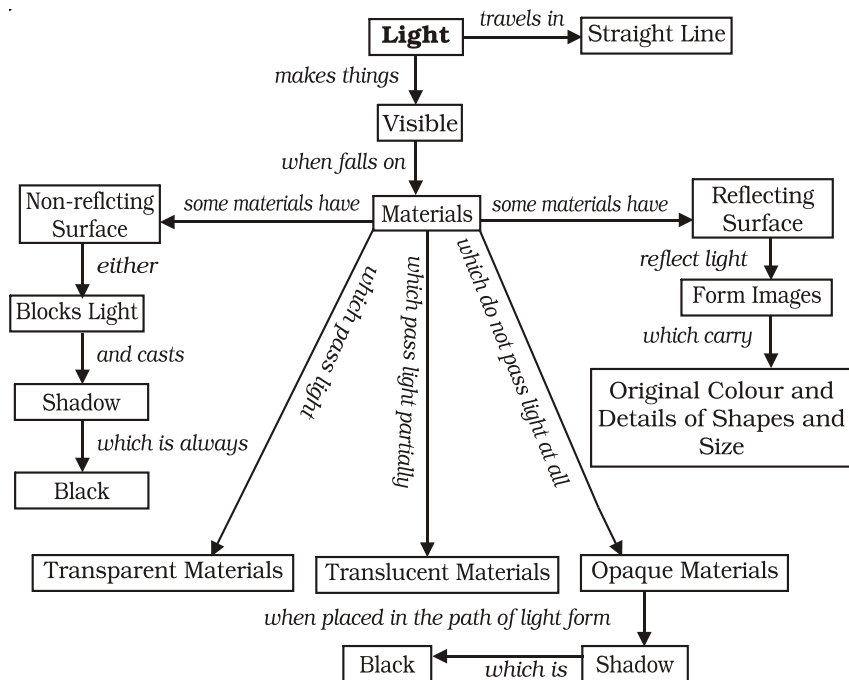 Light
travels in
Straight Line
makes things
Visible
when falls on
Materials
some materials have
Non-reflcting
Surface
either
Blocks Light
and casts
Shadow
which is always
Black
some materials have
Reflecting
Surface
reflect light
Form Images
which carry
Original Colour and
Details of Shapes and
Size
which pass light
which pass light partially
which do not pass light at all
Transparent Materials
Translucent Materials
Opaque Materials
when placed in the path of light form
Shadow
which is
Black